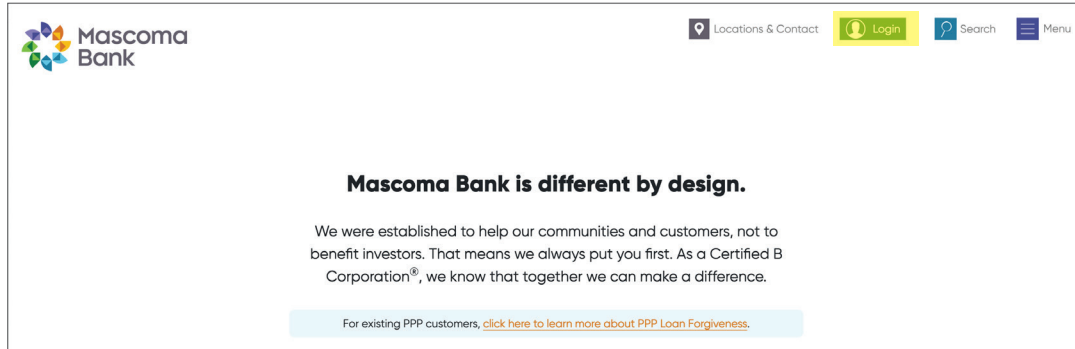 Mascoma
Bank
Locations & Contact
Login
Search
Menu
Mascoma Bank is different by design.
We were established to help our communities and customers, not to
benefit investors. That means we always put you first. As a Certified B
Corporation®, we know that together we can make a difference.
For existing PPP customers, click here to learn more about PPP Loan Forgiveness.